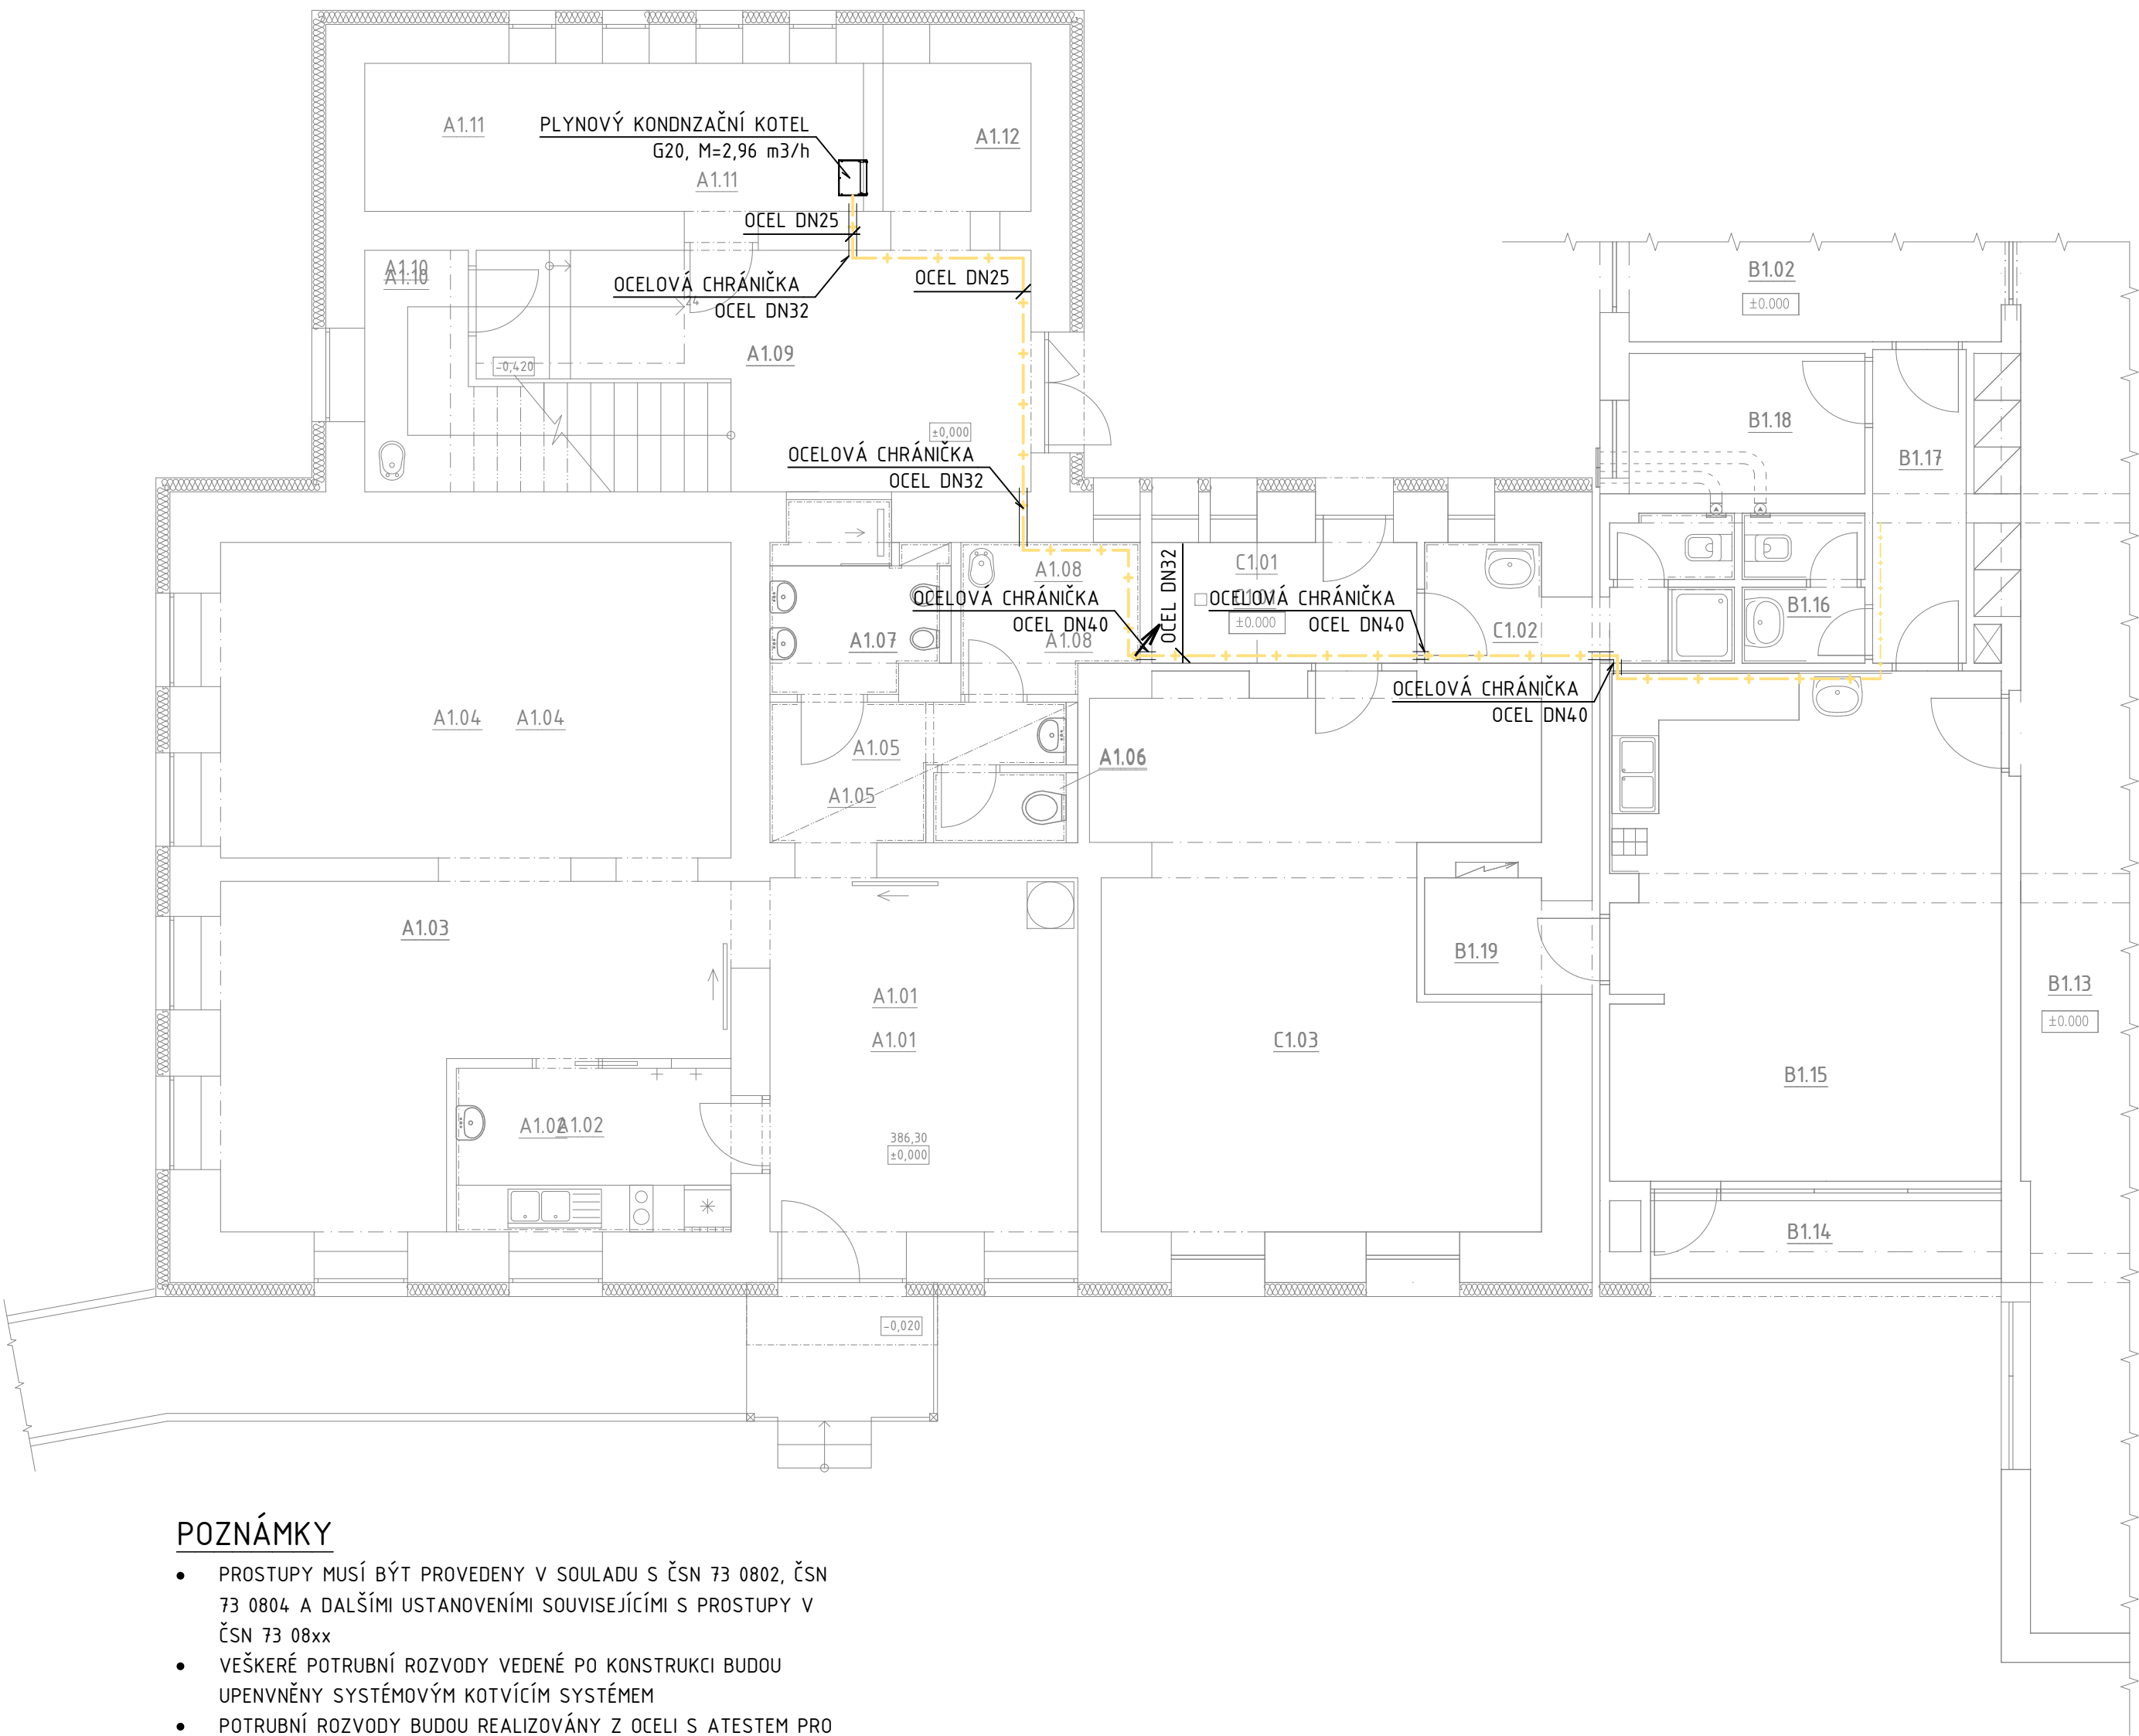 A1.11
PLYNOVÝ KONDNZAČNÍ KOTEL
G20, M=2,96 m3/h
A1.12
A1.11
OCEL DN25
A1.10
A1.10
OCELOVÁ CHRÁNIČKA
OCEL DN32
24
OCEL DN25
B1.02
±0.000
A1.09
-0,420
±0,000
B1.18
B1.17
OCELOVÁ CHRÁNIČKA
OCEL DN32
A1.08
OCEL DN32
C1.01
C1.01
±0.000
OCELOVÁ CHRÁNIČKA
OCEL DN40
OCELOVÁ CHRÁNIČKA
OCEL DN40
B1.16
A1.07
A1.08
C1.02
OCELOVÁ CHRÁNIČKA
OCEL DN40
A1.04
A1.04
A1.05
A1.06
A1.05
A1.03
B1.19
A1.01
B1.13
±0.000
A1.01
C1.03
B1.15
A1.02
A1.02
386,30
±0,000
B1.14
-0,020
POZNÁMKY
• PROSTUPY MUSÍ BÝT PROVEDENY V SOULADU S ČSN 73 0802, ČSN
73 0804 A DALŠÍMI USTANOVENÍMI SOUVISEJÍCÍMI S PROSTUPY V
ČSN 73 08xx
• VEŠKERÉ POTRUBNÍ ROZVODY VEDENÉ PO KONSTRUKCI BUDOU
UPENVNĚNY SYSTÉMOVÝM KOTVÍCÍM SYSTÉMEM
• POTRUBNÍ ROZVODY BUDOU REALIZOVÁNY Z OCELI S ATESTEM PRO